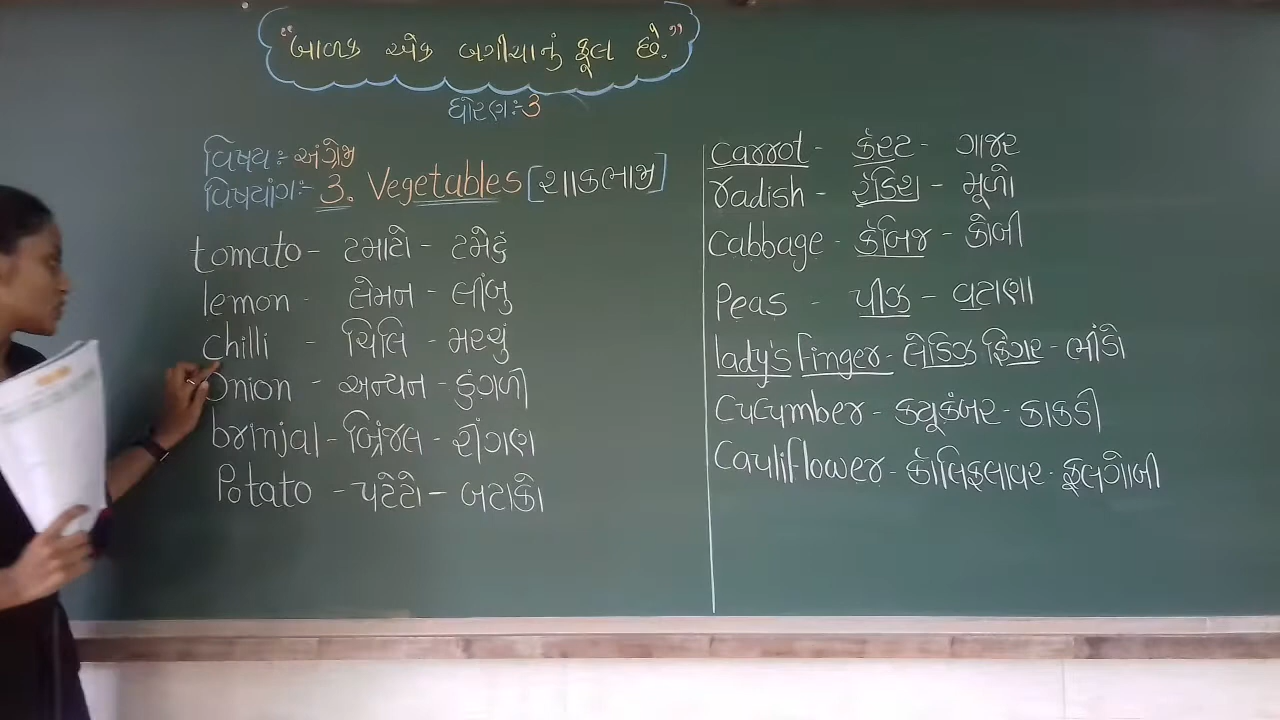 "બાળક એક બગીચાનું ફૂલ છે."
ધોરણ:-3
વિષય:- અંગ્રેજી
વિષયાંગ:- 3. Vegetables [શાકભાજી]
tomato - ટમાટો - ટમેટું
lemon - લેમન - લીંબુ
chilli - ચિલિ - મરચું
Onion - અન્યન - ડુંગળી
brinjal - બ્રિંજલ - રીંગણ
Potato - પટેટો - બટાકો
Carrot - કૅરટ - ગાજર
radish - રૅડિશ - મૂળો
Cabbage - કૅબિજ - કોબી
Peas - પીઝ - વટાણા
lady's finger - લેડિઝ ફિંગર - ભીંડો
Cucumber - ક્યૂકંબર - કાકડી
Cauliflower - કૉલિફલાવર - ફૂલગોબી